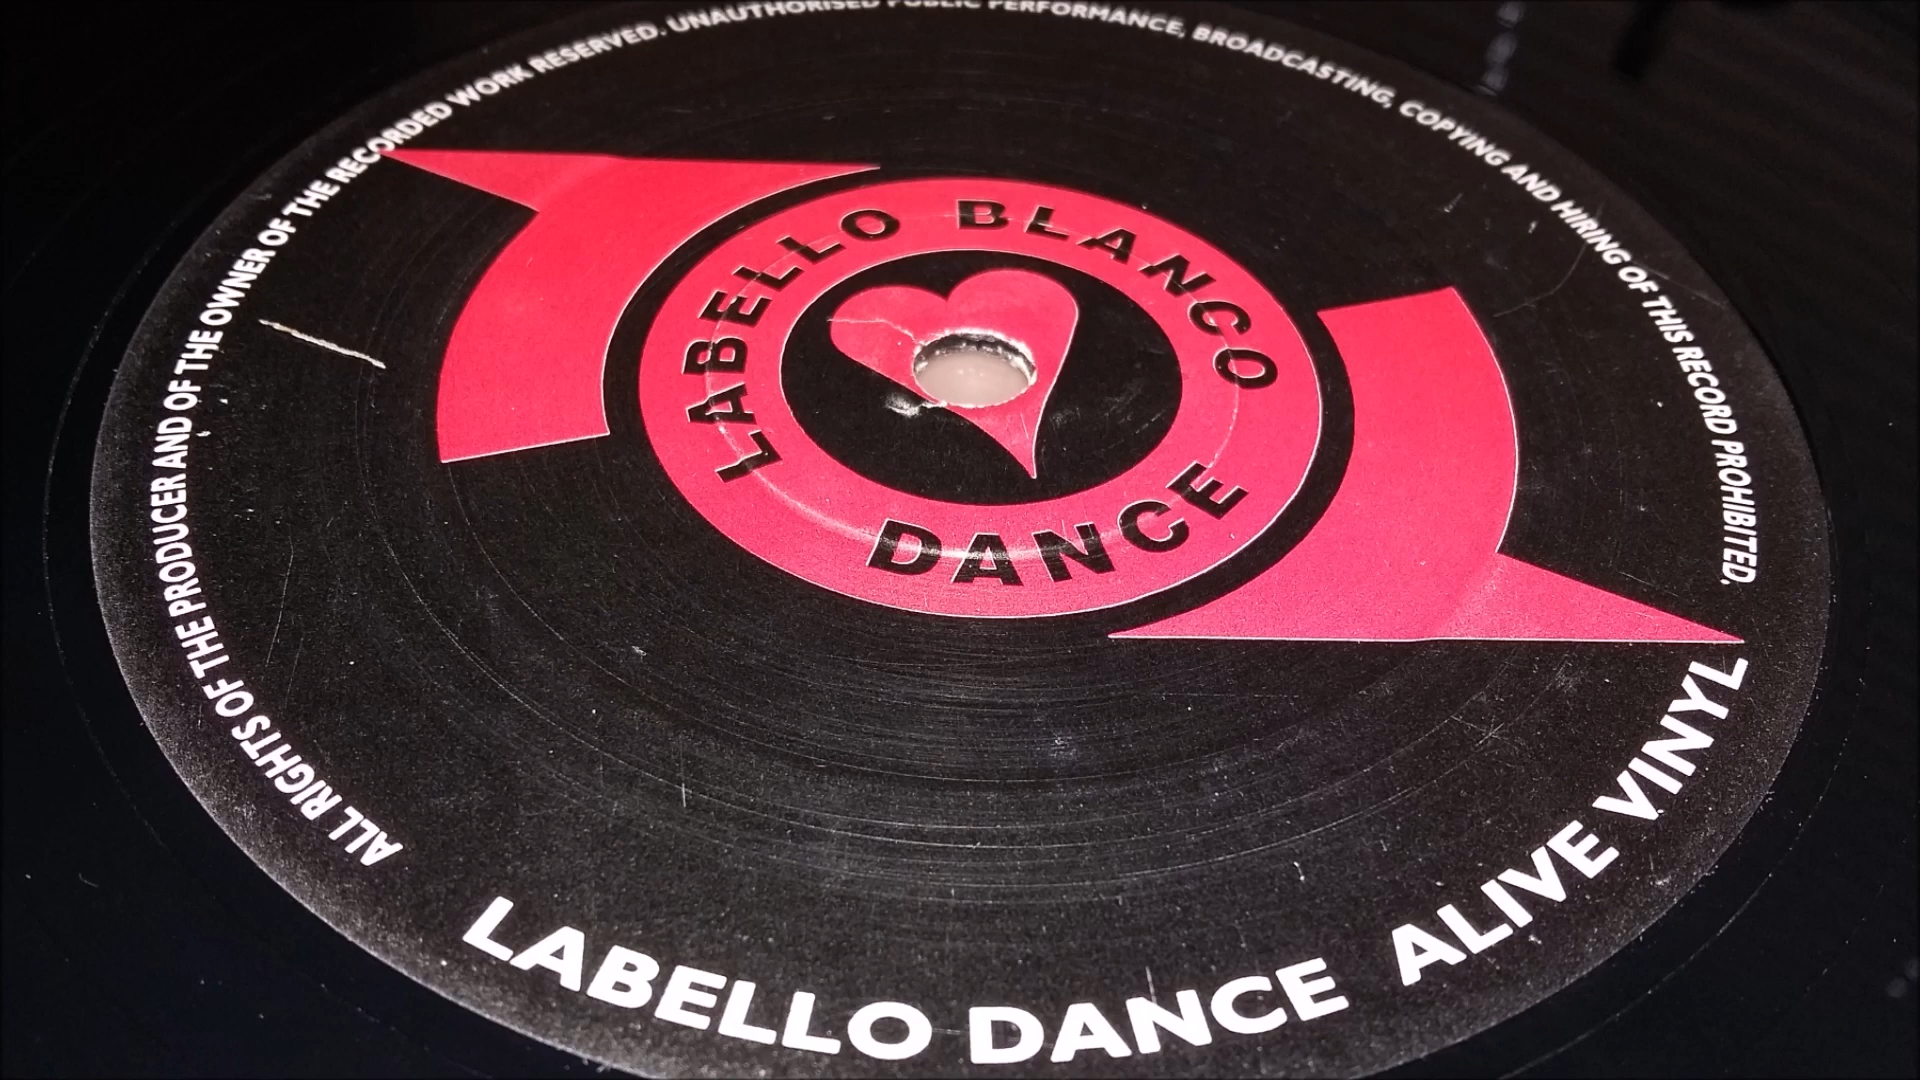 ALL RIGHTS OF THE PRODUCER AND OF THE OWNER OF THE RECORDED WORK RESERVED. UNAUTHORISED PUBLIC PERFORMANCE, BROADCASTING, COPYING AND HIRING OF THIS RECORD PROHIBITED.
LABELLO BLANCO
DANCE
LABELLO DANCE ALIVE VINYL